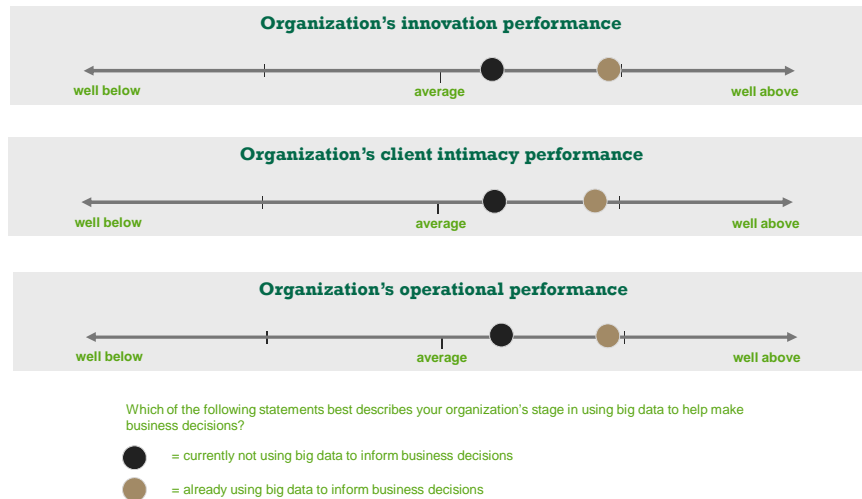 Organization’s innovation performance
well below average well above
Organization’s client intimacy performance
well below average well above
Organization’s operational performance
well below average well above
Which of the following statements best describes your organization’s stage in using big data to help make
business decisions?
= currently not using big data to inform business decisions
= already using big data to inform business decisions